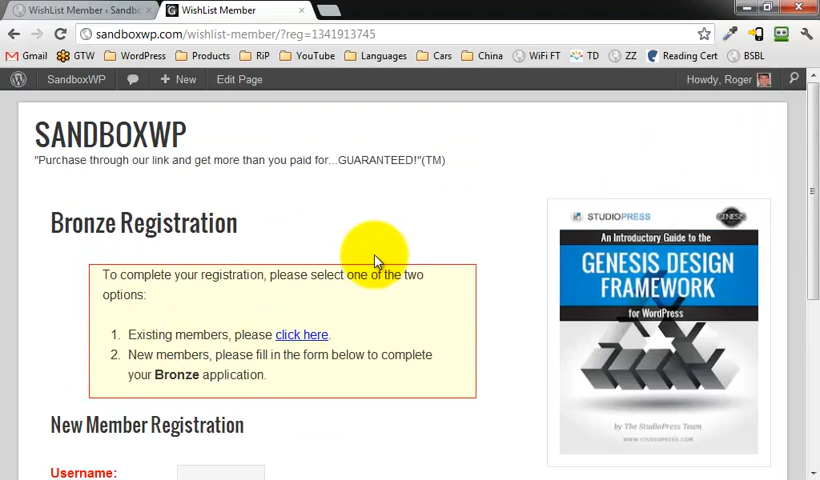 WishList Member ‹ Sandbo
WishList Member
sandboxwp.com/wishlist-member/?reg=1341913745
Gmail GTW WordPress Products RiP YouTube Languages Cars China WiFi FT TD ZZ Reading Cert BSBL
SandboxWP New Edit Page Howdy, Roger
SANDBOXWP
"Purchase through our link and get more than you paid for...GUARANTEED!"(TM)
Bronze Registration
To complete your registration, please select one of the two
options:
1. Existing members, please click here.
2. New members, please fill in the form below to complete
your Bronze application.
New Member Registration
Username:
STUDIOPRESS
GENESIS
An Introductory Guide to the
GENESIS DESIGN
FRAMEWORK
for WordPress
by The StudioPress Team
WWW.STUDIOPRESS.COM